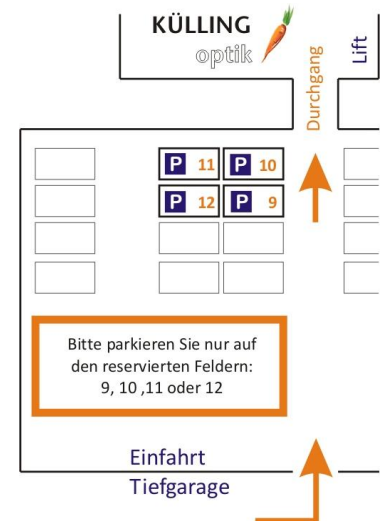 KÜLLING
optik
Durchgang
Lift
P 11
P 10
P 12
P 9
Bitte parkieren Sie nur auf
den reservierten Feldern:
9, 10 ,11 oder 12
Einfahrt
Tiefgarage